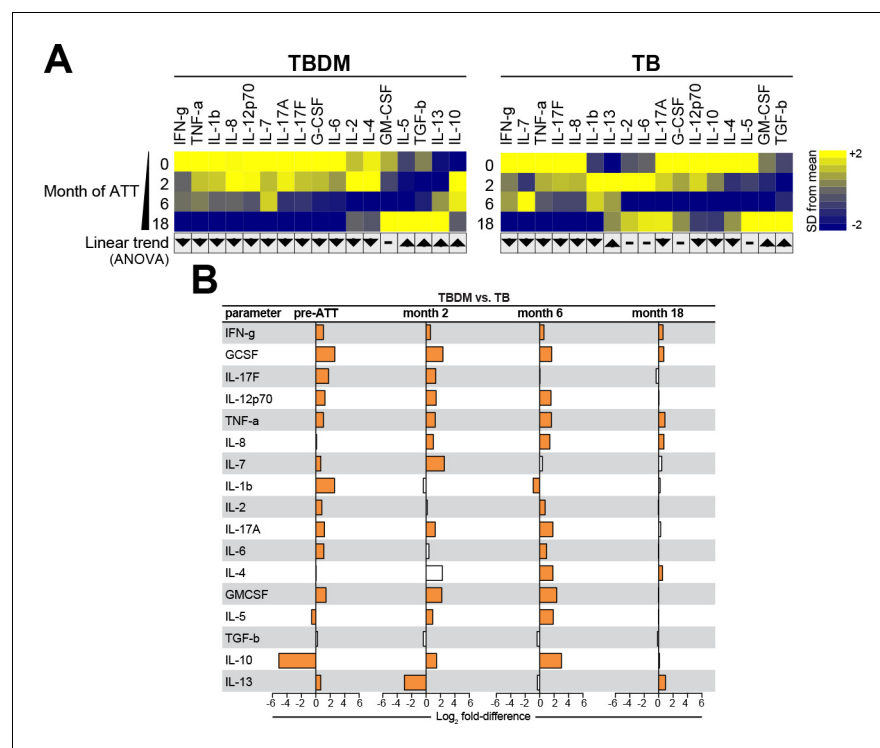 A
TBDM
TB
IFN-g TNF-a IL-1b IL-8 IL-12p70 IL-7 IL-17A IL-17F G-CSF IL-6 IL-2 IL-4 GM-CSF IL-5 TGF-b IL-13 IL-10
IFN-g IL-7 TNF-a IL-17F IL-8 IL-1b IL-13 IL-2 IL-6 IL-17A G-CSF IL-12p70 IL-10 IL-4 IL-5 GM-CSF TGF-b
Month of ATT
0
2
6
18
0
2
6
18
+2
-2
SD from mean
Linear trend
(ANOVA)
- 
- - - -
B
TBDM vs. TB
parameter pre-ATT month 2 month 6 month 18
IFN-g
GCSF
IL-17F
IL-12p70
TNF-a
IL-8
IL-7
IL-1b
IL-2
IL-17A
IL-6
IL-4
GMCSF
IL-5
TGF-b
IL-10
IL-13
-6 -4 -2 0 2 4 6 -6 -4 -2 0 2 4 6 -6 -4 -2 0 2 4 6 -6 -4 -2 0 2 4 6
Log2 fold-difference